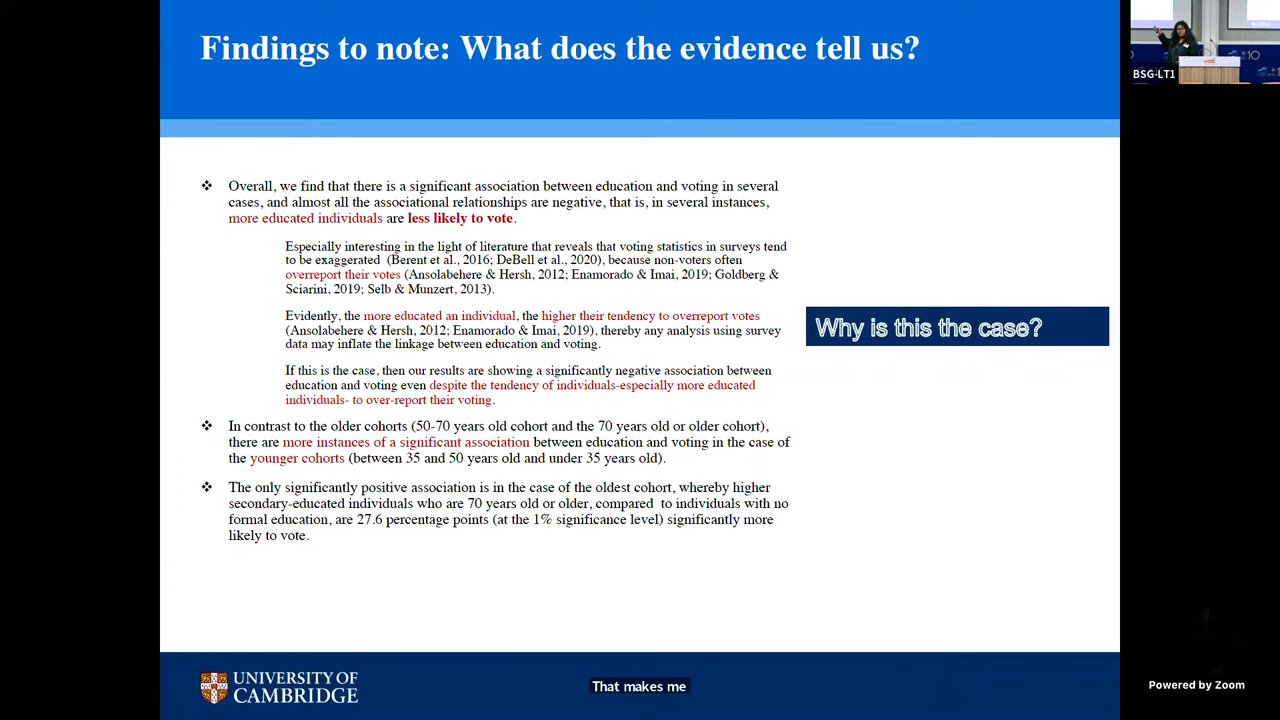 Findings to note: What does the evidence tell us?
BSG-LT1
❖ Overall, we find that there is a significant association between education and voting in several
cases, and almost all the associational relationships are negative, that is, in several instances,
more educated individuals are less likely to vote.
Especially interesting in the light of literature that reveals that voting statistics in surveys tend
to be exaggerated (Berent et al., 2016; DeBell et al., 2020), because non-voters often
overreport their votes (Ansolabehere & Hersh, 2012; Enamorado & Imai, 2019; Goldberg &
Sciarini, 2019; Selb & Munzert, 2013).
Evidently, the more educated an individual, the higher their tendency to overreport votes
(Ansolabehere & Hersh, 2012; Enamorado & Imai, 2019), thereby any analysis using survey
data may inflate the linkage between education and voting.
If this is the case, then our results are showing a significantly negative association between
education and voting even despite the tendency of individuals-especially more educated
individuals- to over-report their voting.
❖ In contrast to the older cohorts (50-70 years old cohort and the 70 years old or older cohort),
there are more instances of a significant association between education and voting in the case of
the younger cohorts (between 35 and 50 years old and under 35 years old).
❖ The only significantly positive association is in the case of the oldest cohort, whereby higher
secondary-educated individuals who are 70 years old or older, compared to individuals with no
formal education, are 27.6 percentage points (at the 1% significance level) significantly more
likely to vote.
Why is this the case?
UNIVERSITY OF
CAMBRIDGE
That makes me
Powered by Zoom